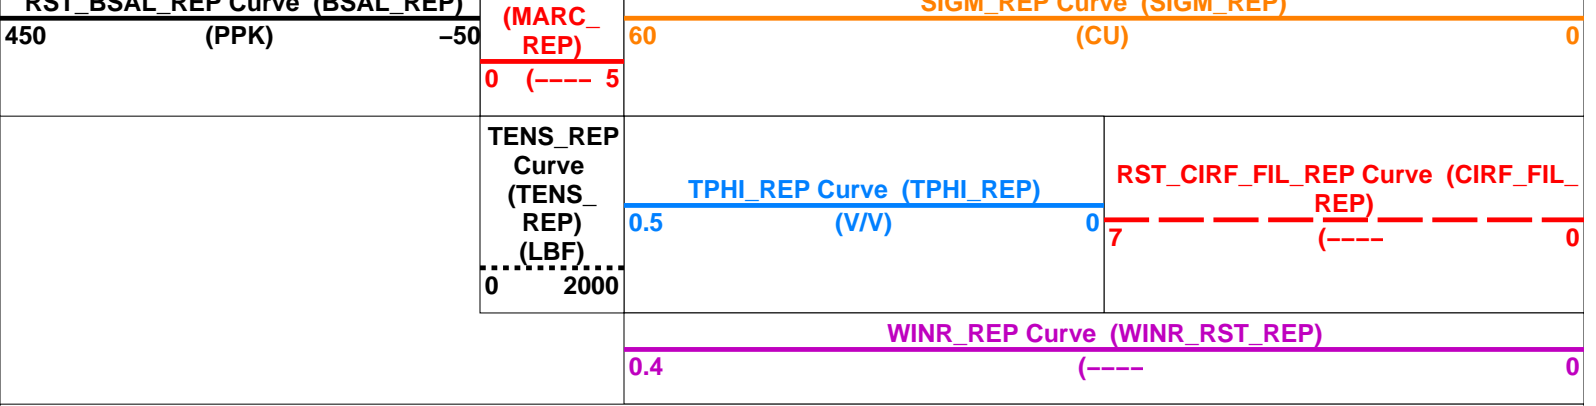 RST_BSAL_REP Curve (BSAL_REP)
450 (PPK) −50
(MARC_
REP)
0 (−−−− 5
SIGM_REP Curve (SIGM_REP)
60 (CU) 0
TENS_REP
Curve
(TENS_
REP)
(LBF)
0 2000
TPHI_REP Curve (TPHI_REP)
0.5 (V/V) 0
RST_CIRF_FIL_REP Curve (CIRF_FIL_
REP)
7 (−−−− 0
WINR_REP Curve (WINR_RST_REP)
0.4 (−−−− 0